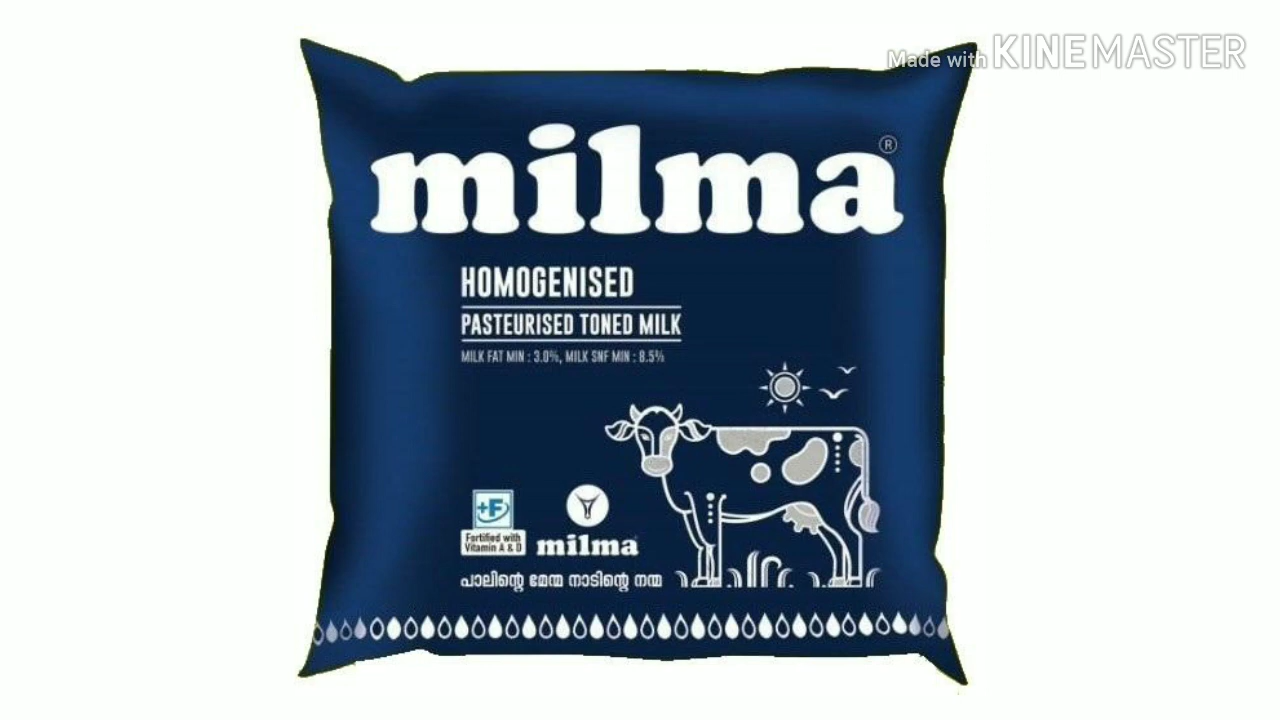 Made with KINEMASTER
milma ®
HOMOGENISED
PASTEURISED TONED MILK
MILK FAT MIN : 3.0%, MILK SNF MIN : 8.5%
+F
Fortified with
Vitamin A & D
milma
പാലിന്റെ മേന്മ നാടിന്റെ നന്മ